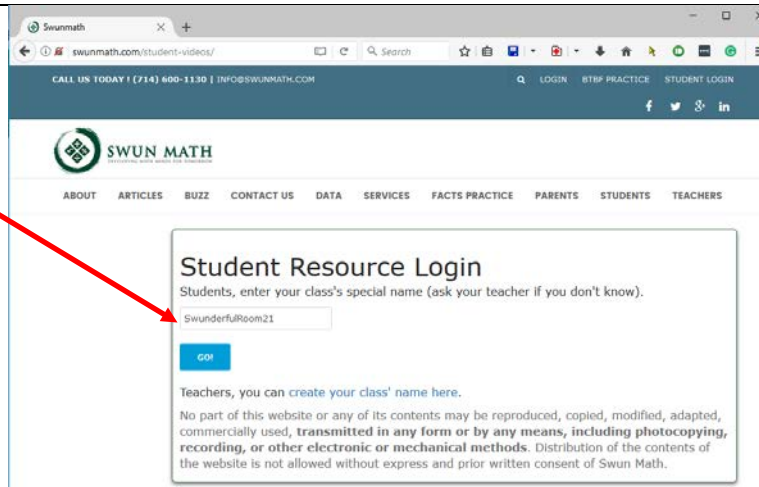 Swunmath
swunmath.com/student-videos/
Search
CALL US TODAY ! (714) 600-1130 | INFO@SWUNMATH.COM
LOGIN BTBF PRACTICE STUDENT LOGIN
SWUN MATH
ABOUT ARTICLES BUZZ CONTACT US DATA SERVICES FACTS PRACTICE PARENTS STUDENTS TEACHERS
Student Resource Login
Students, enter your class's special name (ask your teacher if you don't know).
SwunderfulRoom21
GO!
Teachers, you can create your class' name here.
No part of this website or any of its contents may be reproduced, copied, modified, adapted,
commercially used, transmitted in any form or by any means, including photocopying,
recording, or other electronic or mechanical methods. Distribution of the contents of
the website is not allowed without express and prior written consent of Swun Math.